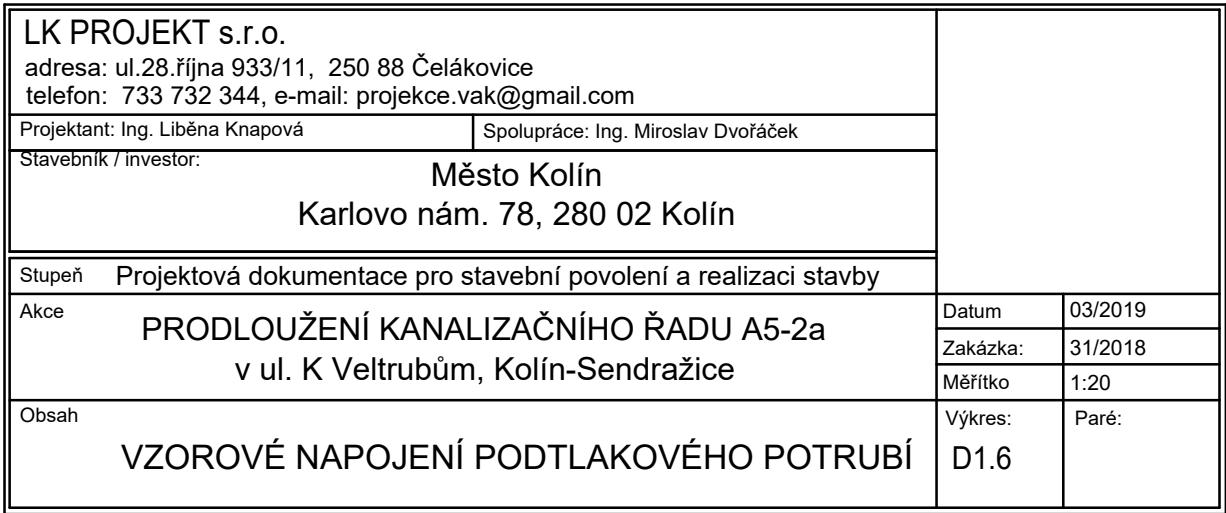 LK PROJEKT s.r.o.
adresa: ul.28.října 933/11, 250 88 Čelákovice
telefon: 733 732 344, e-mail: projekce.vak@gmail.com
Projektant: Ing. Liběna Knapová
Spolupráce: Ing. Miroslav Dvořáček
Stavebník / investor:
Město Kolín
Karlovo nám. 78, 280 02 Kolín
Stupeň Projektová dokumentace pro stavební povolení a realizaci stavby
Akce
PRODLOUŽENÍ KANALIZAČNÍHO ŘADU A5-2a
v ul. K Veltrubům, Kolín-Sendražice
Datum 03/2019
Zakázka: 31/2018
Měřítko 1:20
Obsah
VZOROVÉ NAPOJENÍ PODTLAKOVÉHO POTRUBÍ
Výkres: Paré:
D1.6